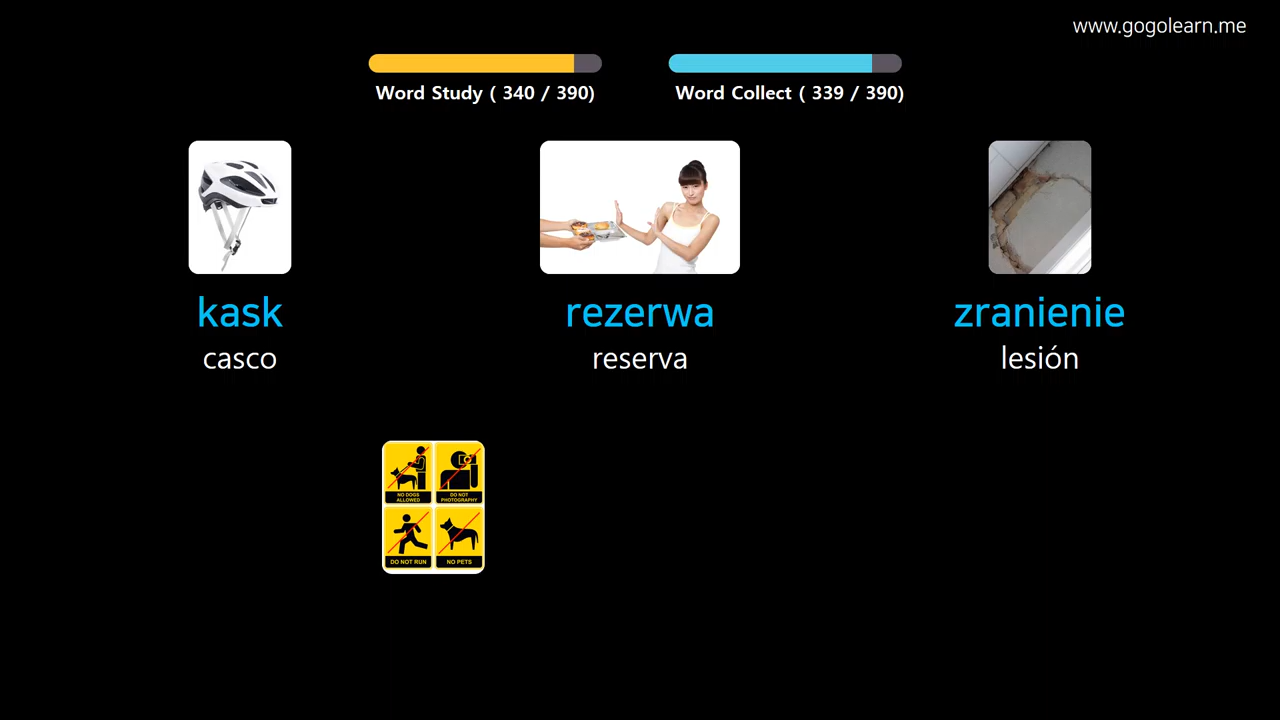 www.gogolearn.me
Word Study ( 340 / 390)
Word Collect ( 339 / 390)
kask
rezerwa
zranienie
casco
reserva
lesión
NO DOGS
ALLOWED
DO NOT
PHOTOGRAPHY
DO NOT RUN
NO PETS